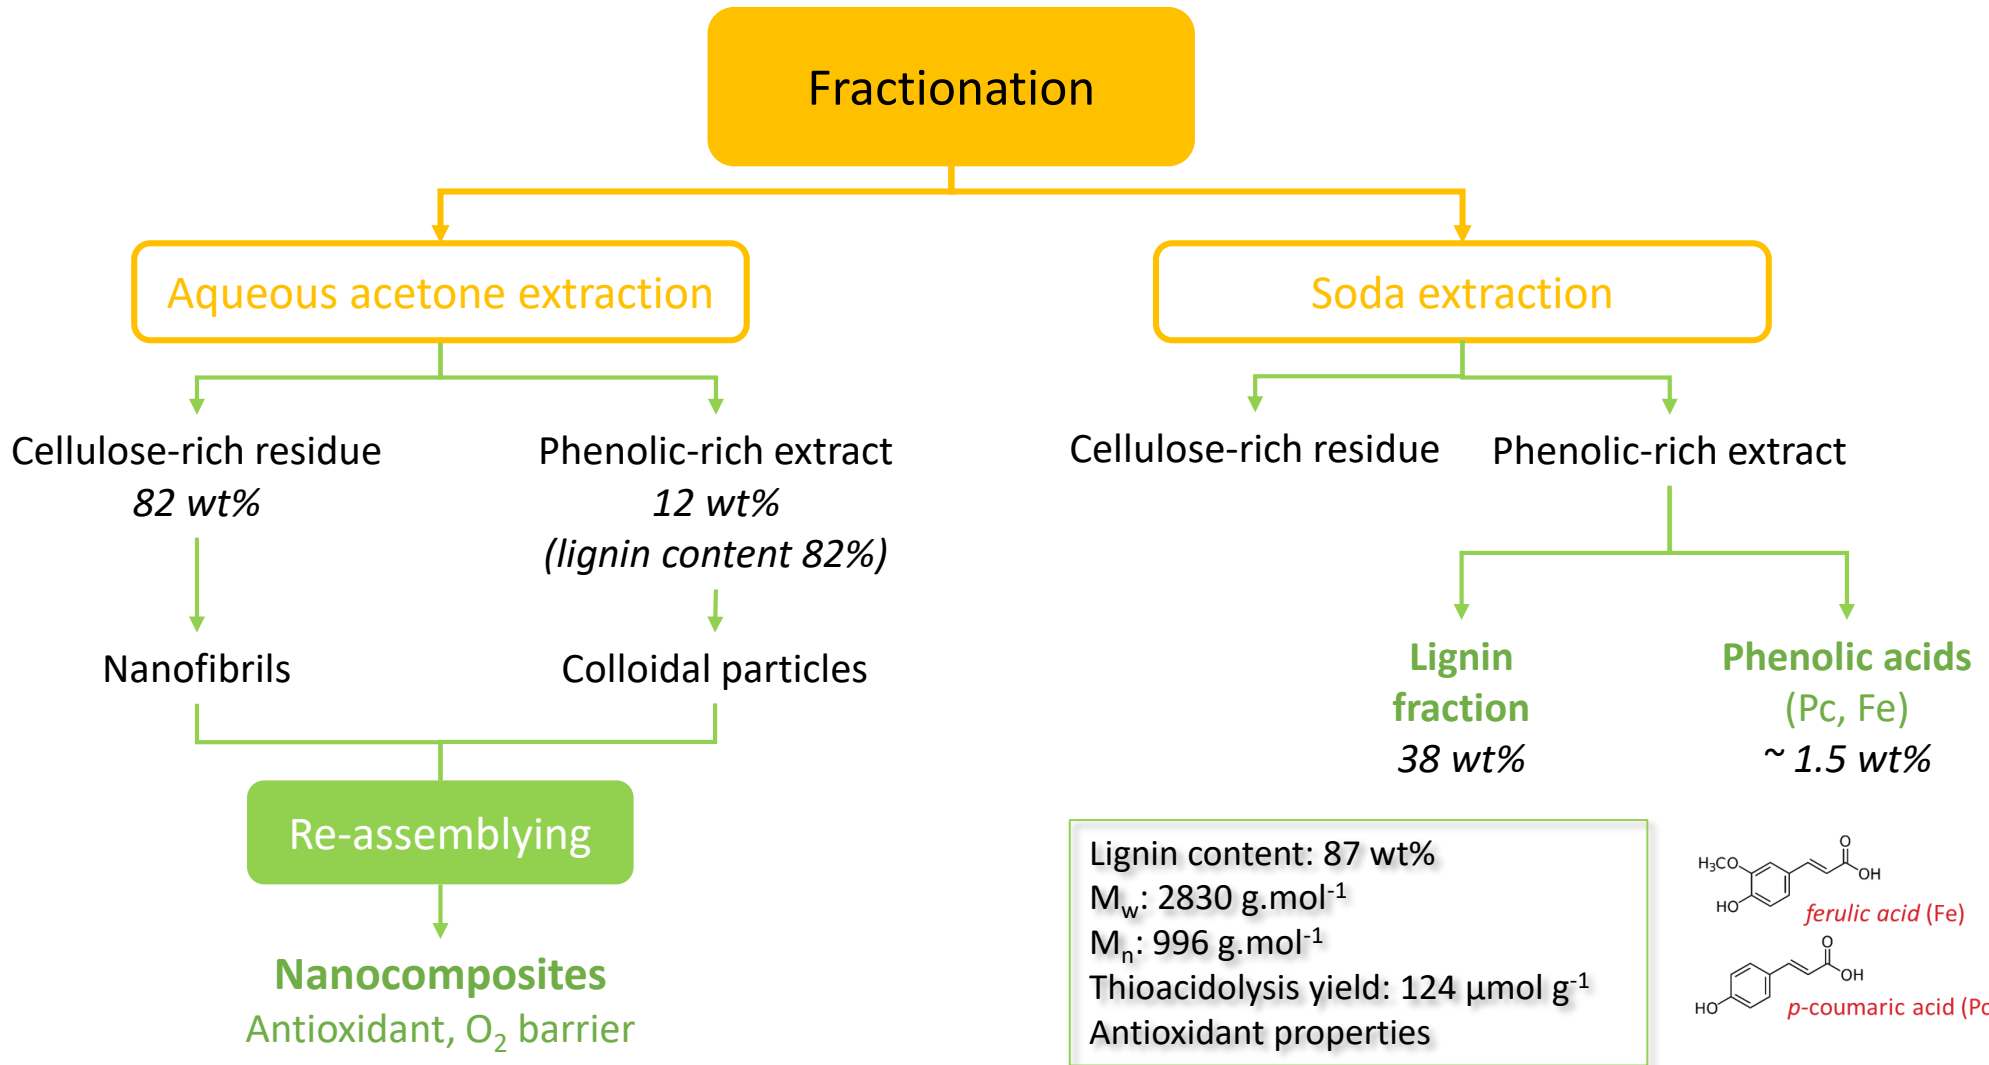 Fractionation
Aqueous acetone extraction
Soda extraction
Cellulose-rich residue
82 wt%
Phenolic-rich extract
12 wt%
(lignin content 82%)
Cellulose-rich residue
Phenolic-rich extract
Nanofibrils
Colloidal particles
Lignin
fraction
38 wt%
Phenolic acids
(Pc, Fe)
~ 1.5 wt%
Re-assemblying
Nanocomposites
Antioxidant, O₂ barrier
Lignin content: 87 wt%
M_w: 2830 g.mol⁻¹
M_n: 996 g.mol⁻¹
Thioacidolysis yield: 124 µmol g⁻¹
Antioxidant properties
O
H₃CO
OH
HO
ferulic acid (Fe)
O
OH
HO
p-coumaric acid (Pc